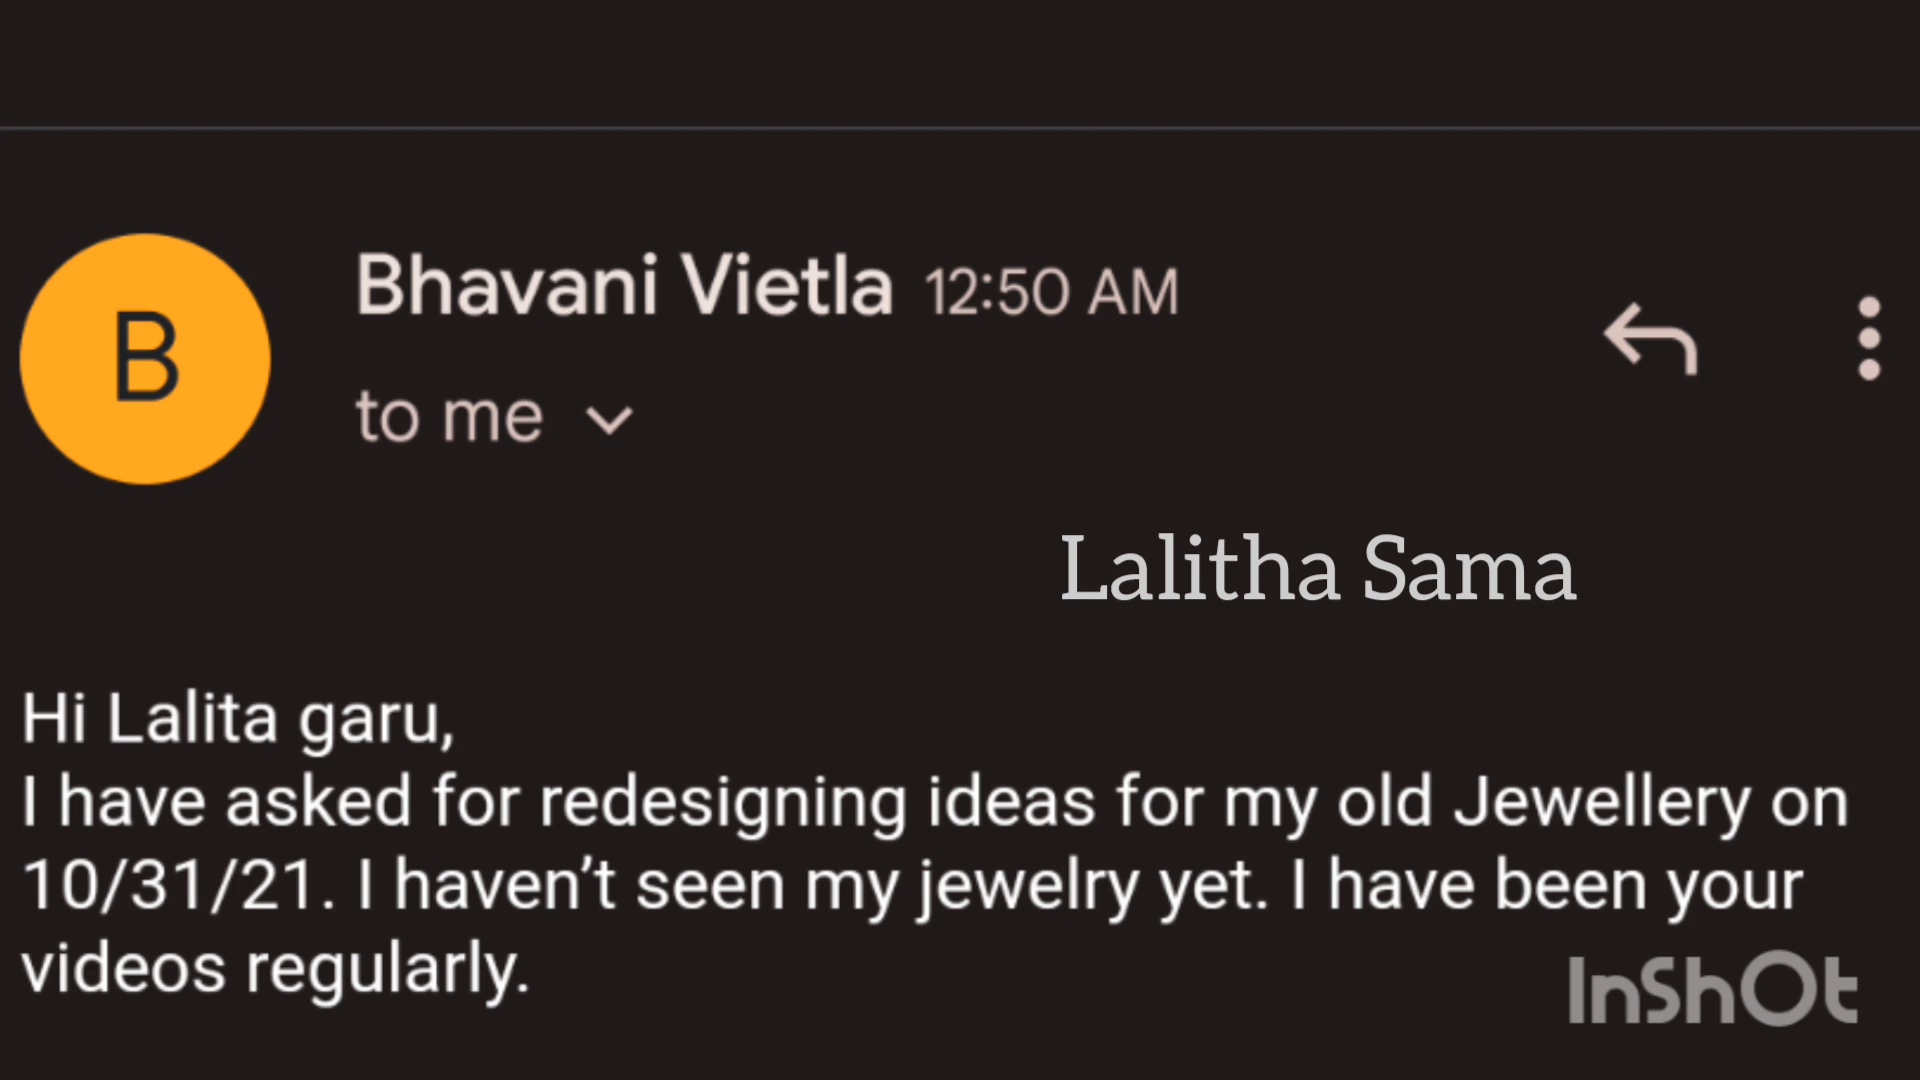 B
Bhavani Vietla 12:50 AM
to me
Lalitha Sama
Hi Lalita garu,
I have asked for redesigning ideas for my old Jewellery on
10/31/21. I haven’t seen my jewelry yet. I have been your
videos regularly.
InShOt